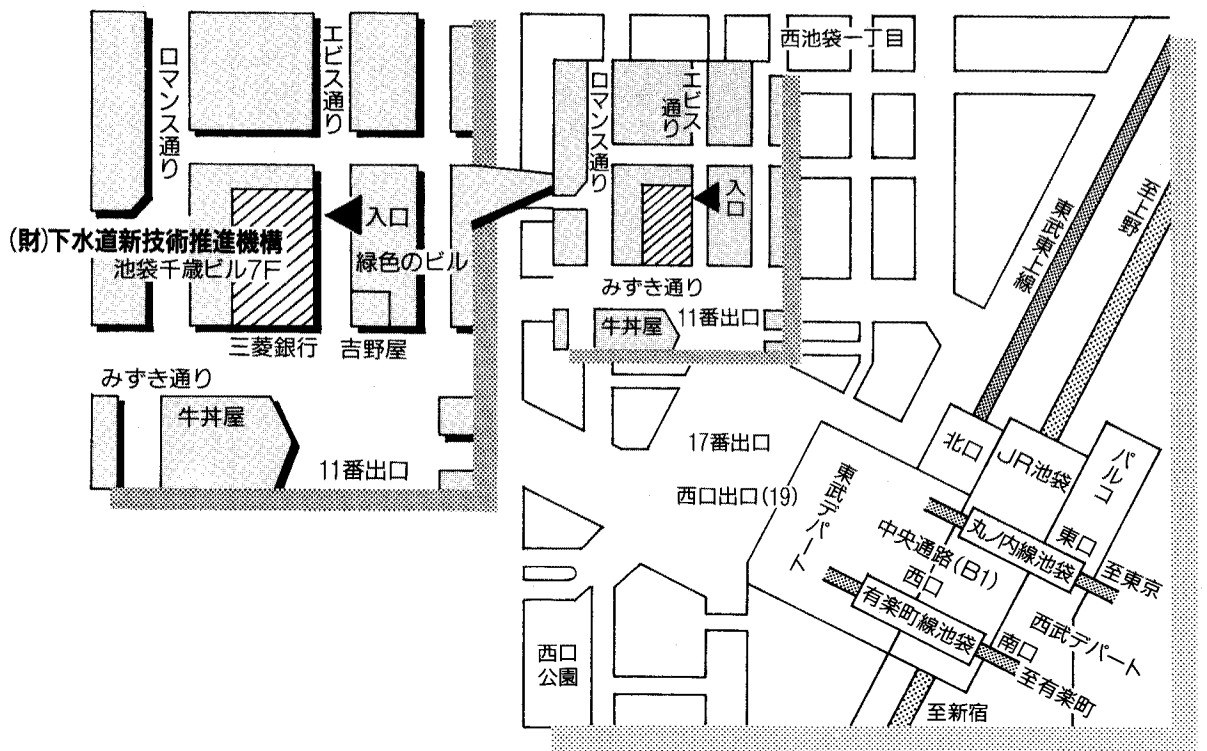 ロマンス通り
エビス通り
入口
(財)下水道新技術推進機構
池袋千歳ビル7F
緑色のビル
三菱銀行
吉野屋
みずき通り
牛丼屋
11番出口
西池袋一丁目
ロマンス通り
エビス
通り
入口
みずき通り
牛丼屋
11番出口
至上野
東武東上線
17番出口
北口
JR池袋
パルコ
西口出口(19)
東武デパート
中央通路(B1)
西口
丸ノ内線池袋
東口
至東京
有楽町線池袋
南口
西武デパート
至有楽町
西口
公園
至新宿